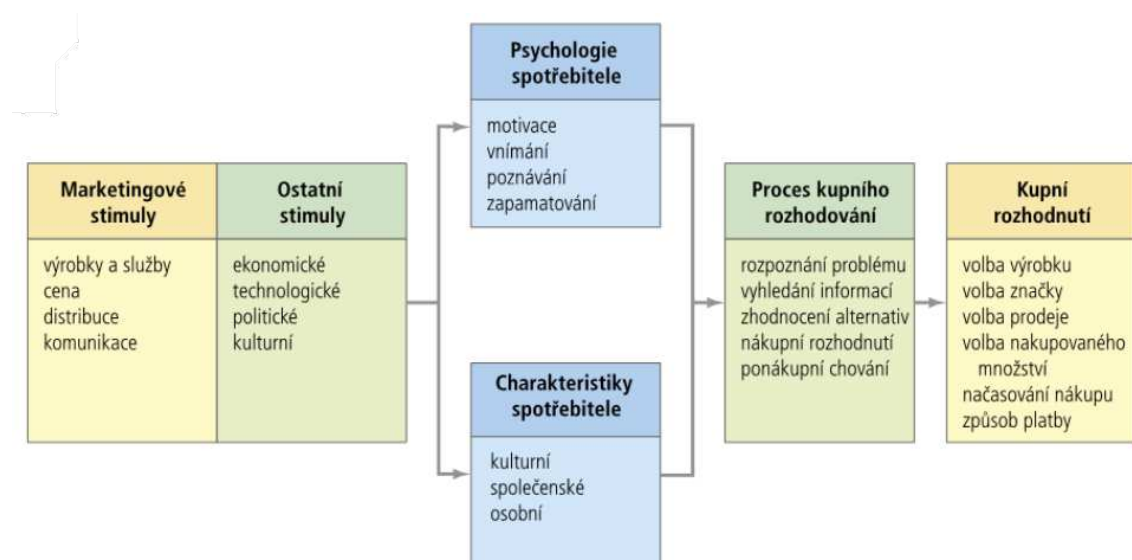 Marketingové
stimuly
výrobky a služby
cena
distribuce
komunikace
Ostatní
stimuly
ekonomické
technologické
politické
kulturní
Psychologie
spotřebitele
motivace
vnímání
poznávání
zapamatování
Charakteristiky
spotřebitele
kulturní
společenské
osobní
Proces kupního
rozhodování
rozpoznání problému
vyhledání informací
zhodnocení alternativ
nákupní rozhodnutí
ponákupní chování
Kupní
rozhodnutí
volba výrobku
volba značky
volba prodeje
volba nakupovaného
množství
načasování nákupu
způsob platby